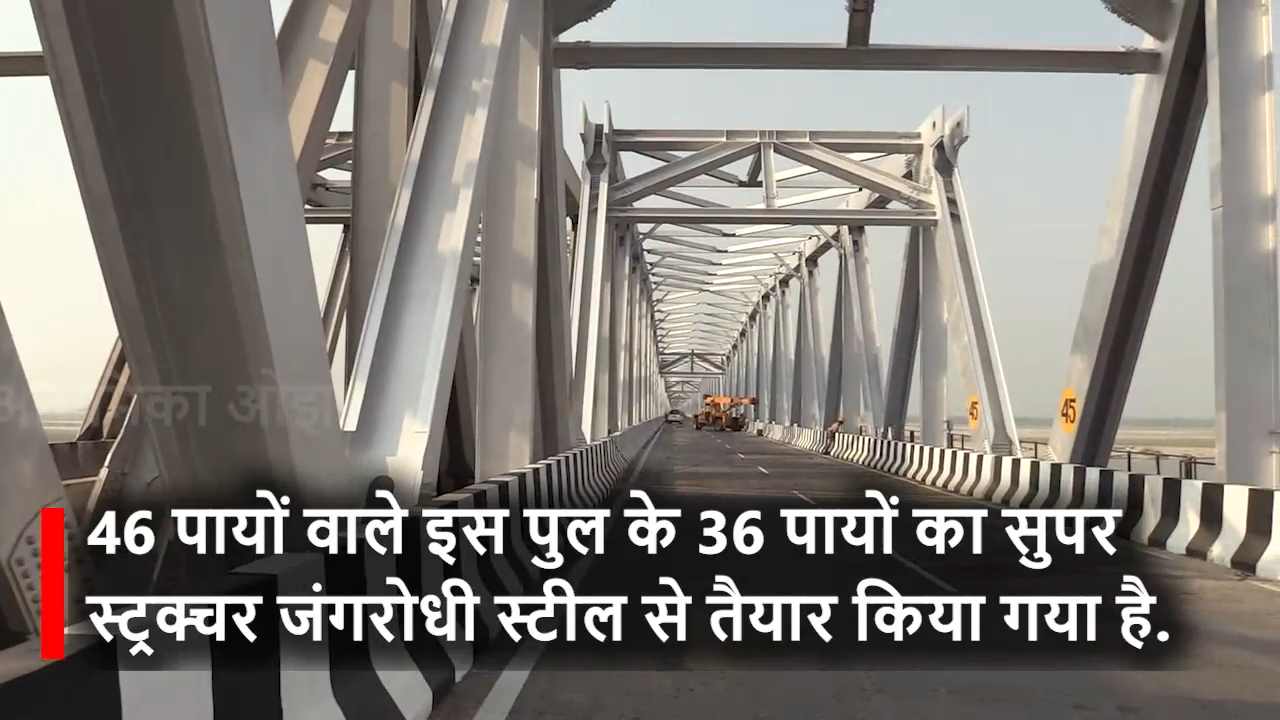 45
45
46 पायों वाले इस पुल के 36 पायों का सुपर
स्ट्रक्चर जंगरोधी स्टील से तैयार किया गया है.